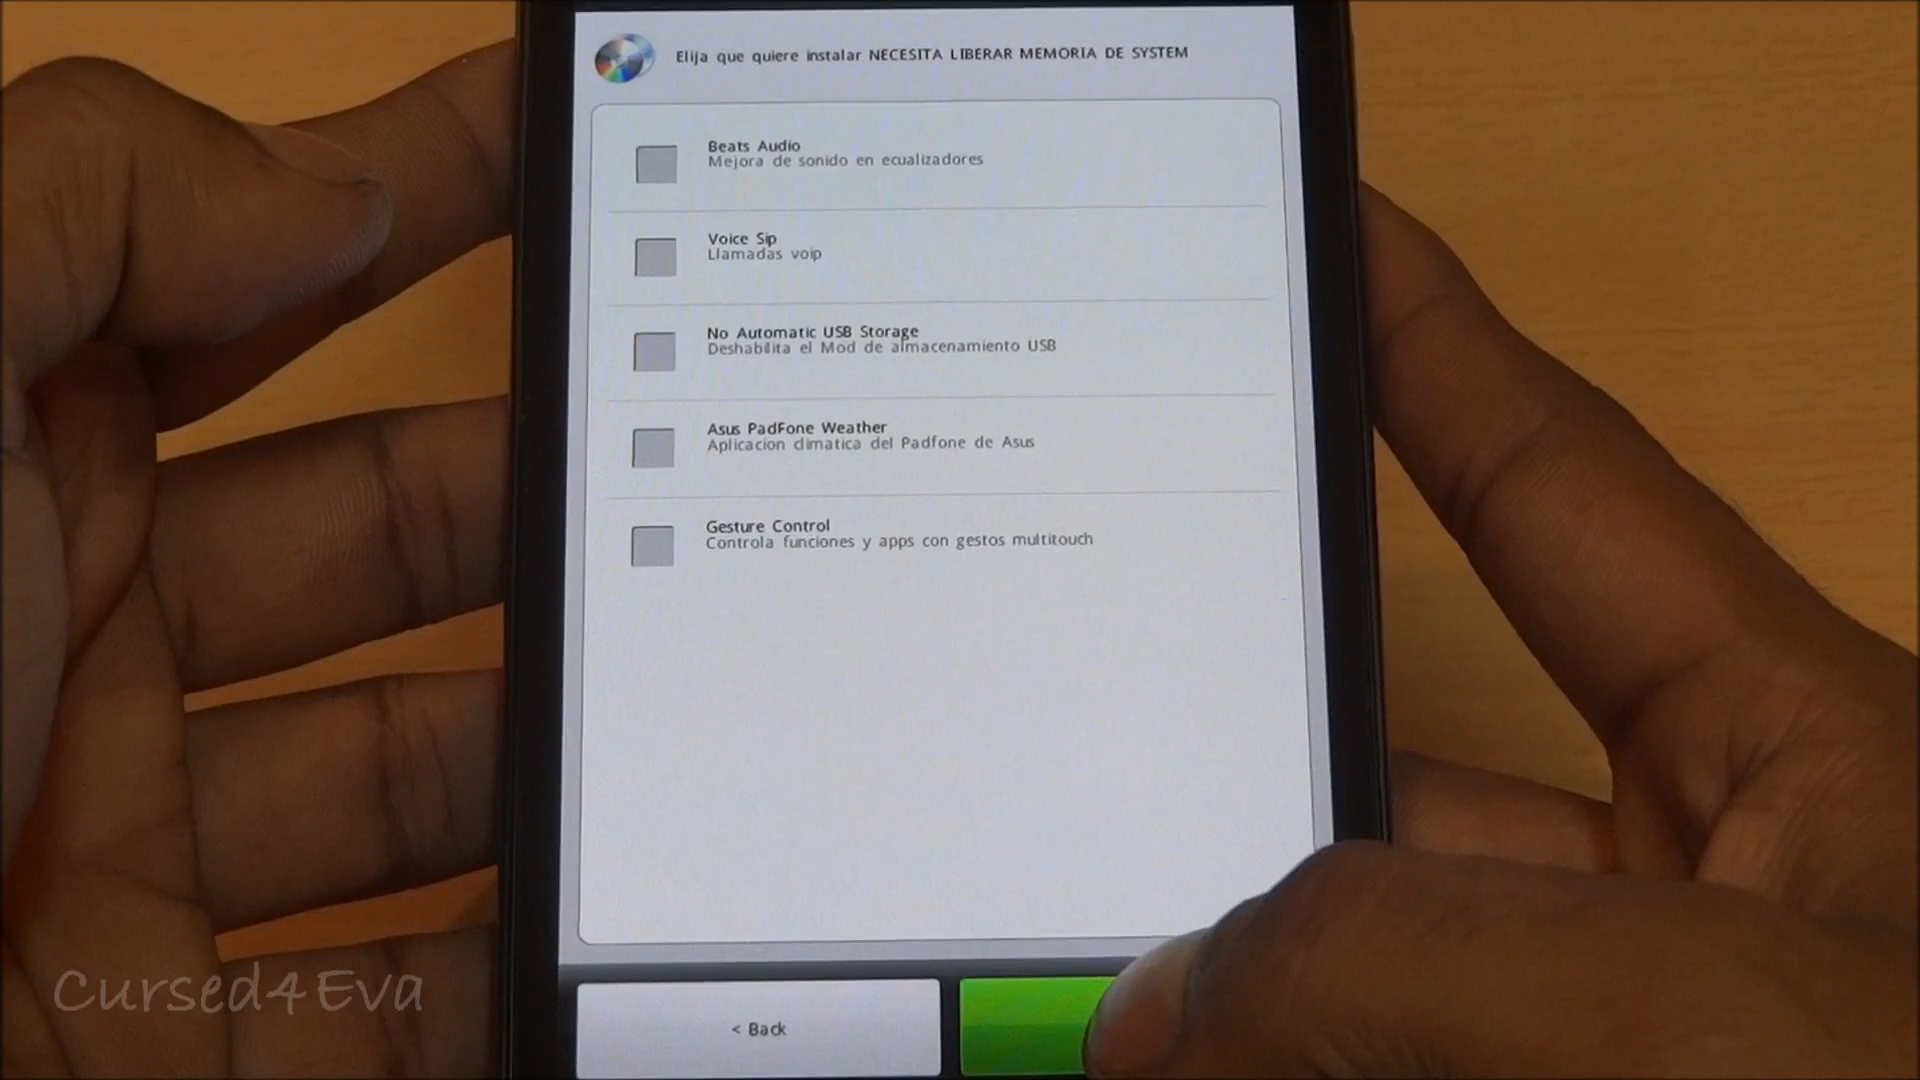 Elija que quiere instalar NECESITA LIBERAR MEMORIA DE SYSTEM
Beats Audio
Mejora de sonido en ecualizadores
Voice Sip
Llamadas voip
No Automatic USB Storage
Deshabilita el Mod de almacenamiento USB
Asus PadFone Weather
Aplicacion climatica del Padfone de Asus
Gesture Control
Controla funciones y apps con gestos multitouch
< Back
Cursed4Eva